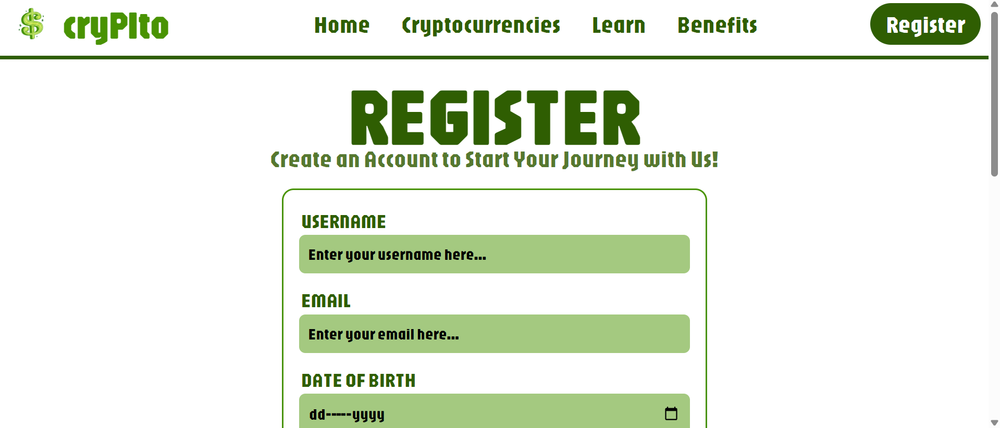 $ cryPIto Home Cryptocurrencies Learn Benefits Register
REGISTER
Create an Account to Start Your Journey with Us!
USERNAME
Enter your username here...
EMAIL
Enter your email here...
DATE OF BIRTH
dd-----yyyy